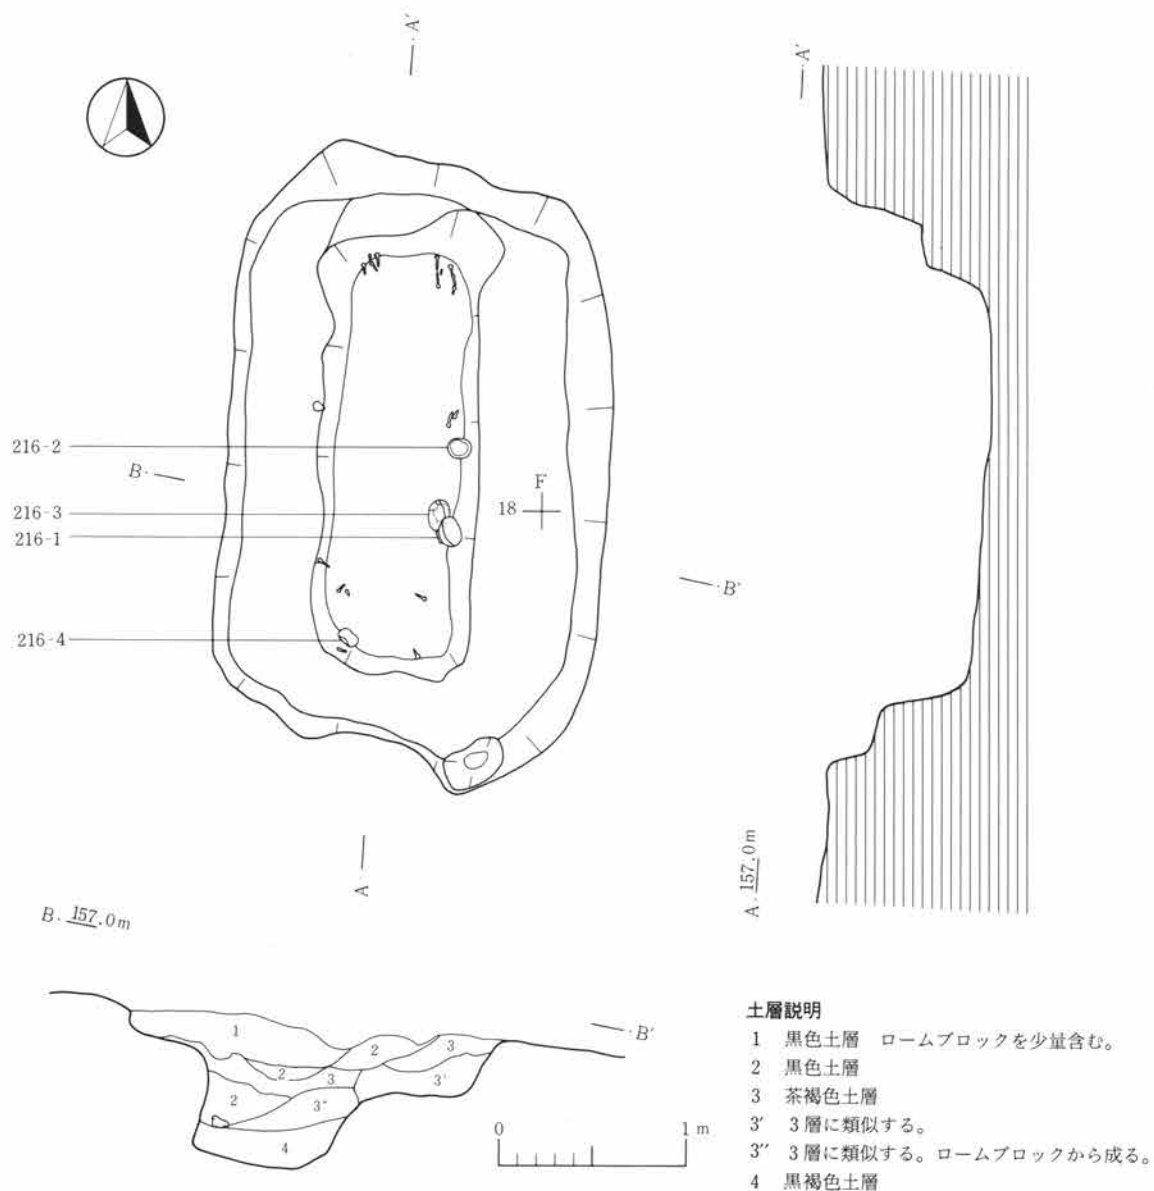 A'
A'
216-2
B.
F
18
216-3
216-1
B'
216-4
A
A. 157.0m
B. 157.0m
B'
1
2
3
2
3
3'
2
3"
4
0 1m
土層説明
1 黒色土層 ロームブロックを少量含む。
2 黒色土層
3 茶褐色土層
3' 3層に類似する。
3'' 3層に類似する。ロームブロックから成る。
4 黒褐色土層